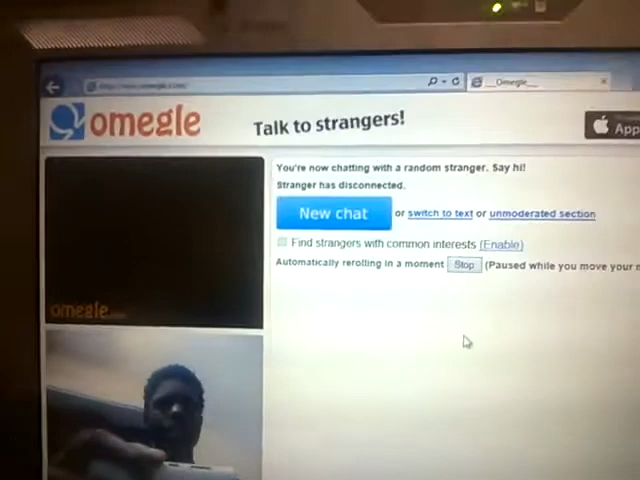 __Omegle__
omegle
Talk to strangers!
App
You're now chatting with a random stranger. Say hi!
Stranger has disconnected.
New chat or switch to text or unmoderated section
Find strangers with common interests (Enable)
Automatically rerolling in a moment Stop (Paused while you move your
omegle